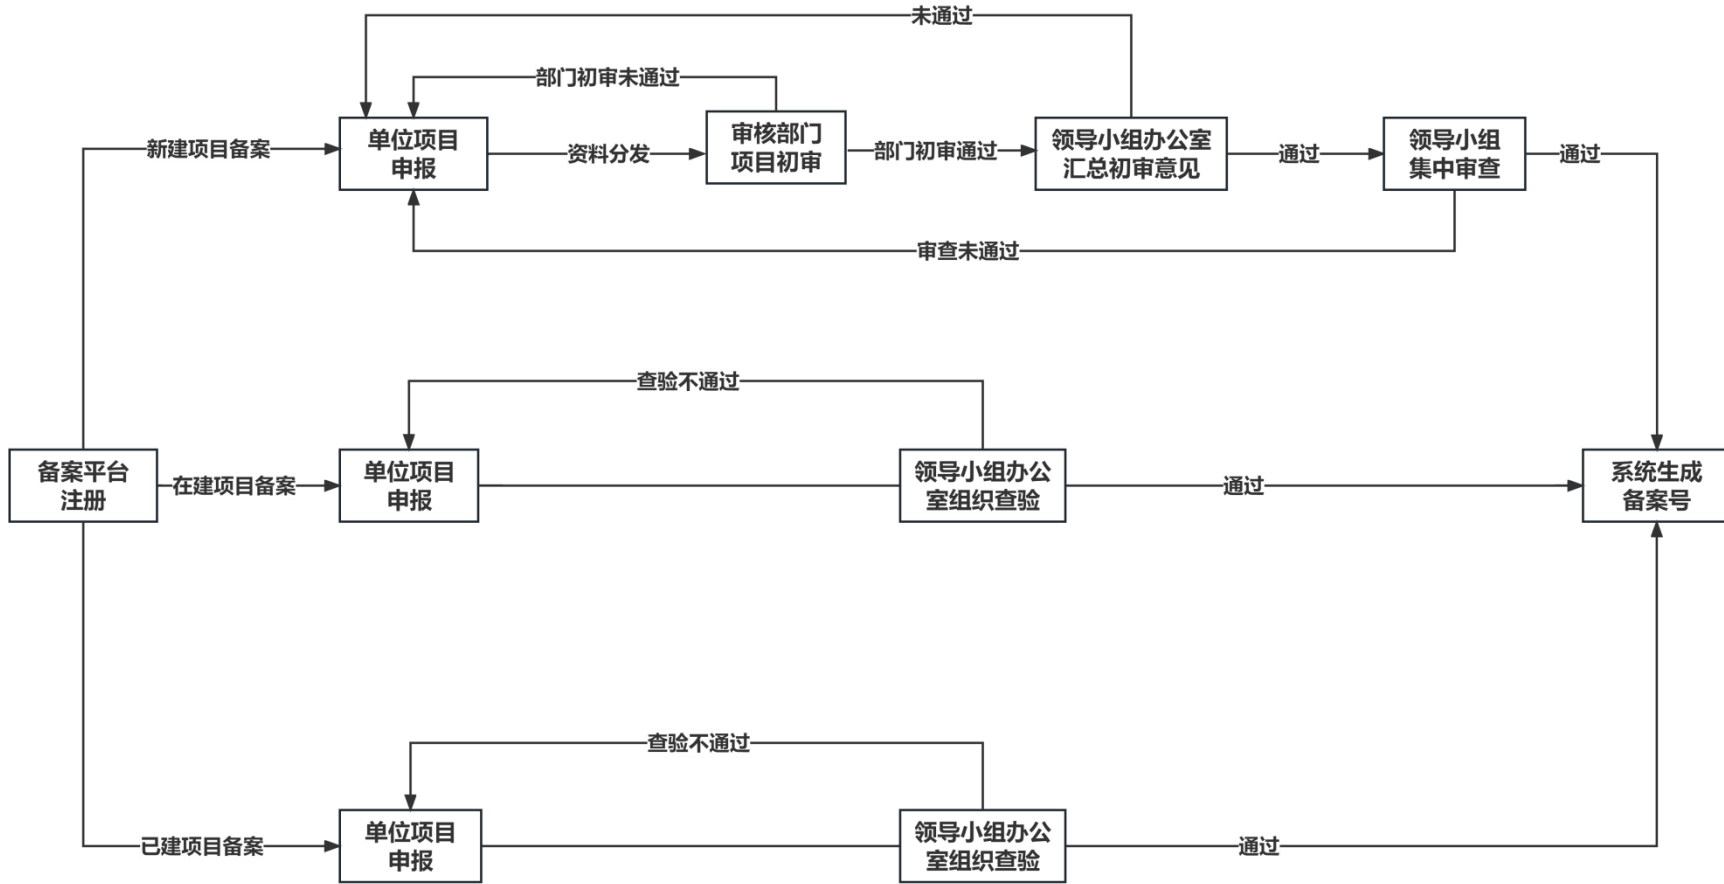 未通过
部门初审未通过
新建项目备案
单位项目
申报
资料分发
审核部门
项目初审
部门初审通过
领导小组办公室
汇总初审意见
通过
领导小组
集中审查
通过
审查未通过
查验不通过
备案平台
注册
在建项目备案
单位项目
申报
领导小组办公
室组织查验
通过
系统生成
备案号
查验不通过
已建项目备案
单位项目
申报
领导小组办公
室组织查验
通过